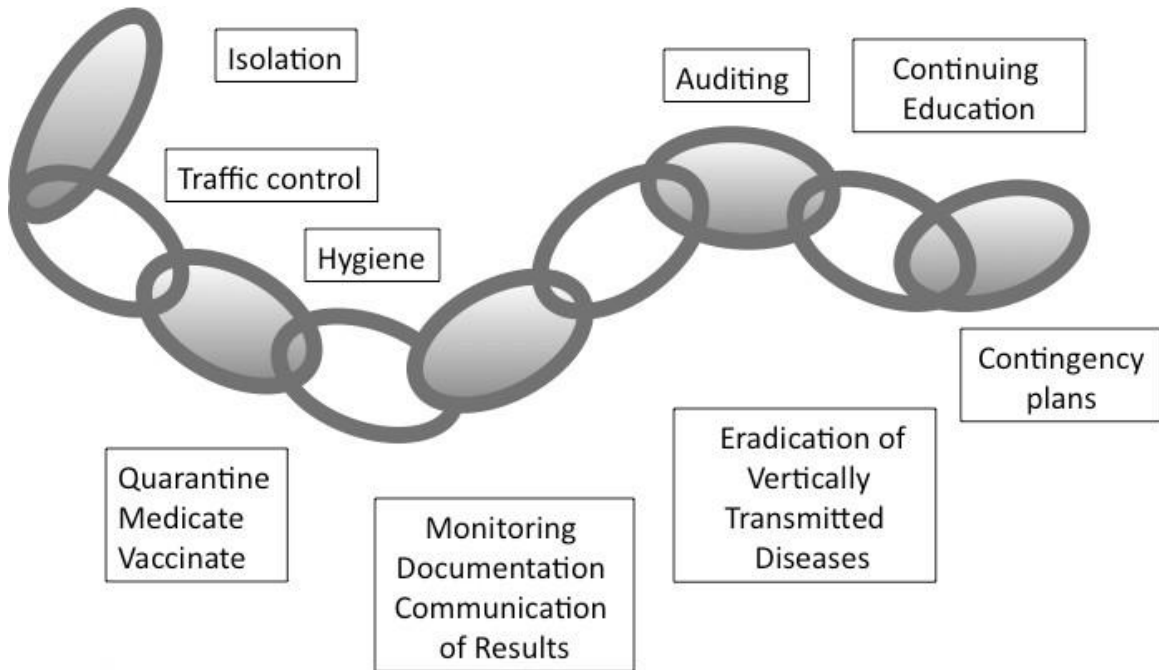 Isolation
Traffic control
Hygiene
Quarantine
Medicate
Vaccinate
Monitoring
Documentation
Communication
of Results
Auditing
Eradication of
Vertically
Transmitted
Diseases
Continuing
Education
Contingency
plans